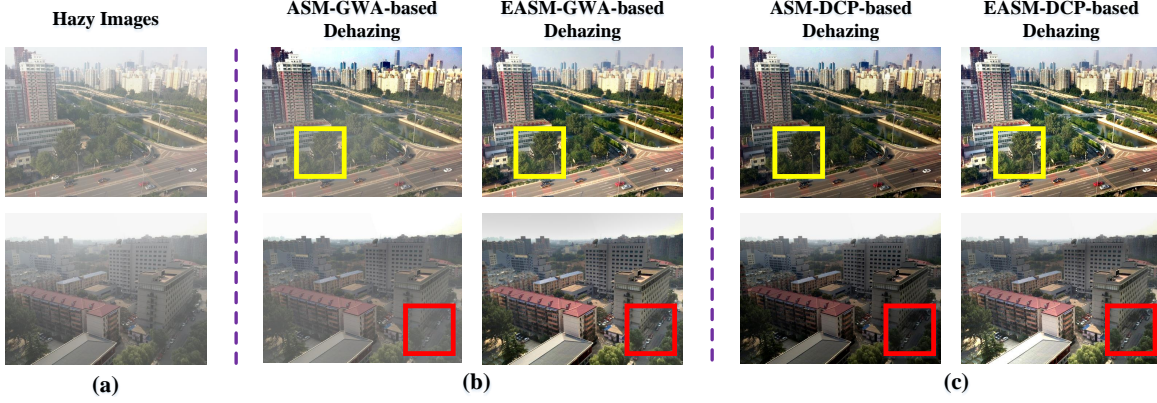 Hazy Images
ASM-GWA-based
Dehazing
EASM-GWA-based
Dehazing
ASM-DCP-based
Dehazing
EASM-DCP-based
Dehazing
(a)
(b)
(c)